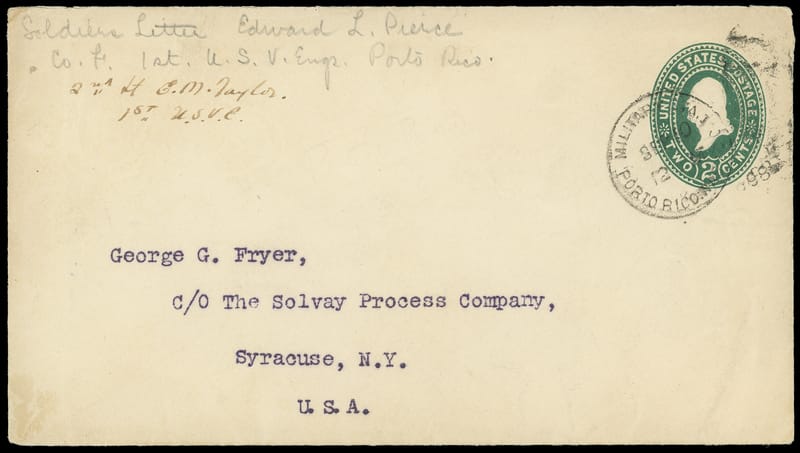 Soldiers Letter Edward L. Pierce
Co. F. 1st. U.S.V. Engs. Porto Rico.
2nd Lt E.M. Taylor.
1st U.S.V.E.
UNITED STATES POSTAGE
TWO 2 CENTS
MILITARY
PORTO RICO
George G. Fryer,
C/O The Solvay Process Company,
Syracuse, N.Y.
U.S.A.